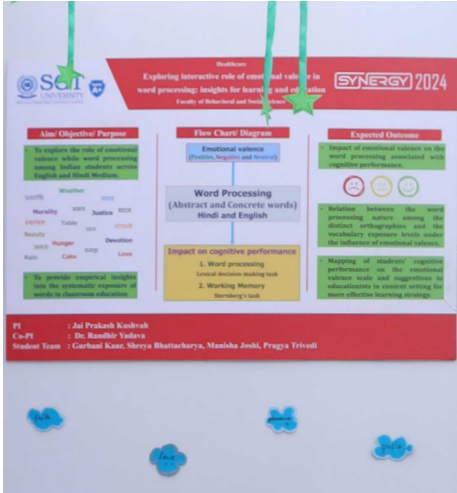 Healthcare
SGT
UNIVERSITY
A+
Exploring interactive role of emotional valence in
word processing: insights for learning and education
Faculty of Behavioral and Social Sciences
SYNERGY 2024
Aim/ Objective/ Purpose
To explore the role of emotional
valence while word processing
among Indian students across
English and Hindi Medium.
Weather
Morality
Justice
Table
Beauty
Hunger
Devotion
Rain
Cake
Love
To provide empirical insights
into the systematic exposure of
words in classroom education
Flow Chart/ Diagram
Emotional valence
(Positive, Negative and Neutral)
Word Processing
(Abstract and Concrete words)
Hindi and English
Impact on cognitive performance
1. Word processing
Lexical decision making task
2. Working Memory
Sternberg's task
Expected Outcome
Impact of emotional valence on the
word processing associated with
cognitive performance.
Relation between the word
processing nature among the
distinct orthographies and the
vocabulary exposure levels under
the influence of emotional valence.
Mapping of students' cognitive
performance on the emotional
valence scale and suggestions to
educationists in content setting for
more effective learning strategy.
PI : Jai Prakash Kushvah
Co-PI : Dr. Randhir Yadava
Student Team : Gurbani Kaur, Shreya Bhattacharya, Manisha Joshi, Pragya Trivedi
Love